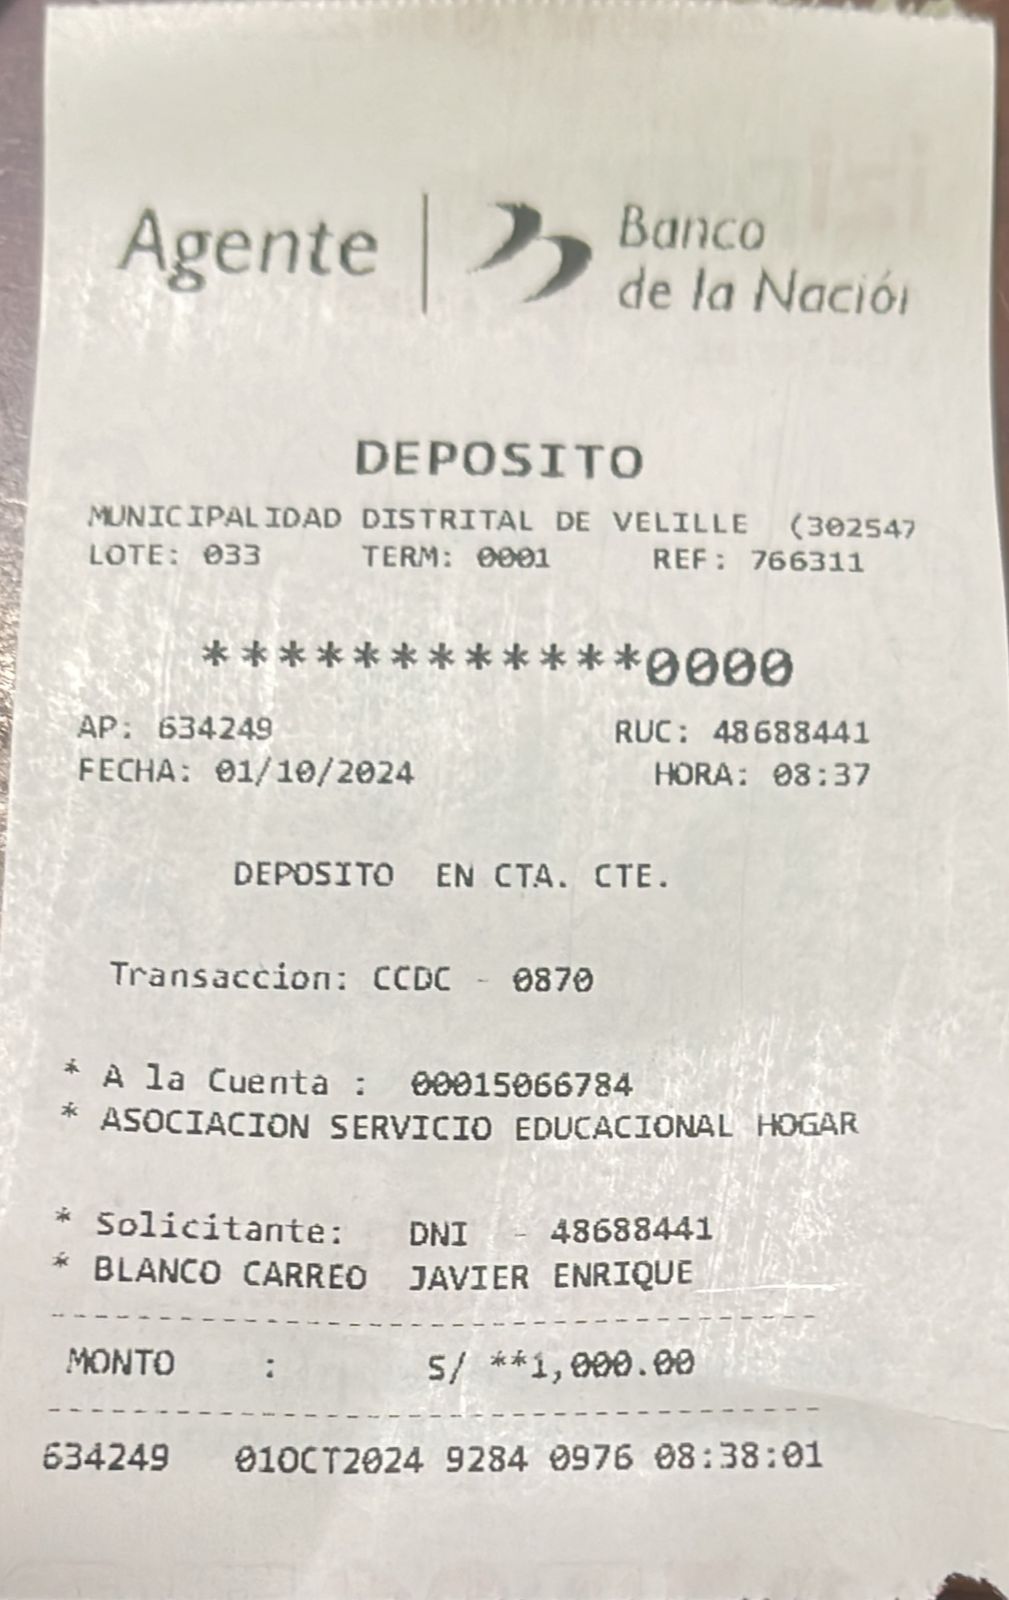 Agente | Banco
de la Nación
DEPOSITO
MUNICIPALIDAD DISTRITAL DE VELILLE (302547
LOTE: 033 TERM: 0001 REF: 766311
************0000
AP: 634249 RUC: 48688441
FECHA: 01/10/2024 HORA: 08:37
DEPOSITO EN CTA. CTE.
Transaccion: CCDC - 0870
* A la Cuenta : 00015066784
* ASOCIACION SERVICIO EDUCACIONAL HOGAR
* Solicitante: DNI - 48688441
* BLANCO CARREO JAVIER ENRIQUE
MONTO : S/ **1,000.00
634249 01OCT2024 9284 0976 08:38:01